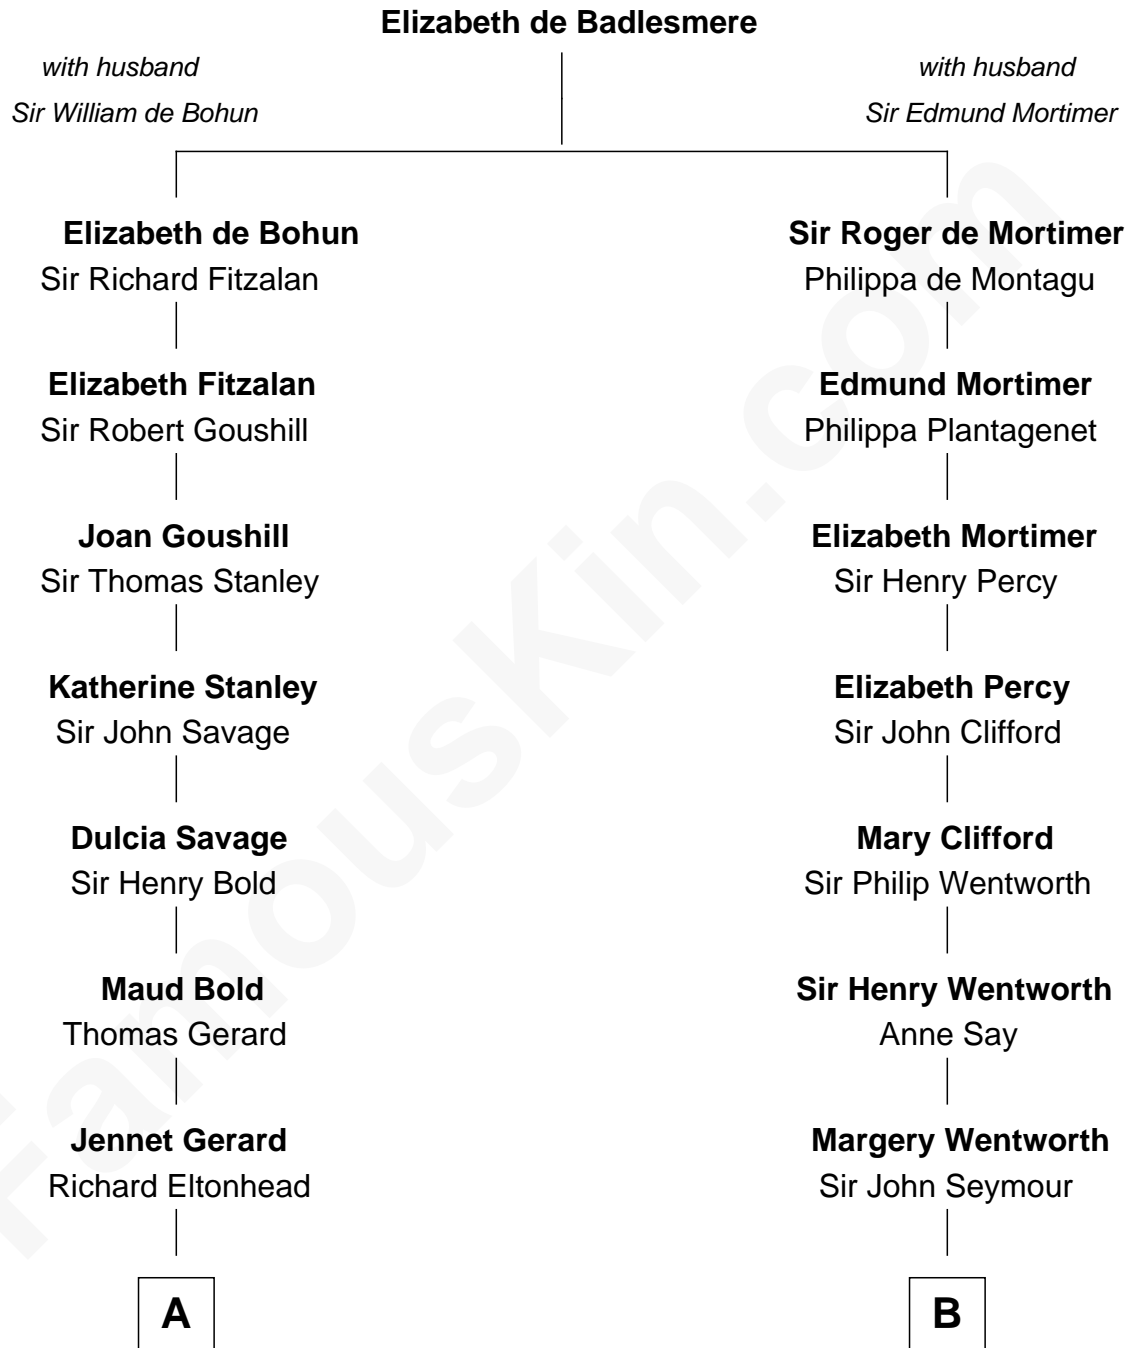 Elizabeth de Badlesmere
with husband
Sir William de Bohun
with husband
Sir Edmund Mortimer
Elizabeth de Bohun
Sir Richard Fitzalan
Sir Roger de Mortimer
Philippa de Montagu
Elizabeth Fitzalan
Sir Robert Goushill
Edmund Mortimer
Philippa Plantagenet
Joan Goushill
Sir Thomas Stanley
Elizabeth Mortimer
Sir Henry Percy
Katherine Stanley
Sir John Savage
Elizabeth Percy
Sir John Clifford
Dulcia Savage
Sir Henry Bold
Mary Clifford
Sir Philip Wentworth
Maud Bold
Thomas Gerard
Sir Henry Wentworth
Anne Say
Jennet Gerard
Richard Eltonhead
Margery Wentworth
Sir John Seymour
A
B
FamousKin.com